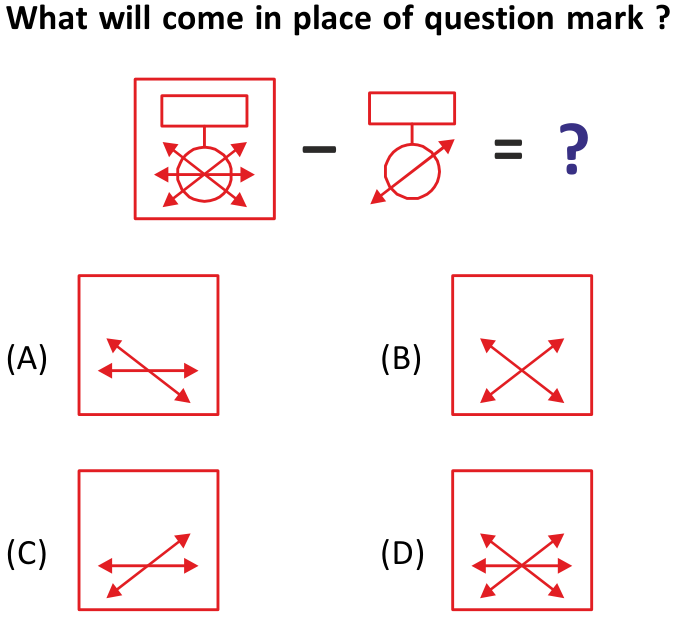 What will come in place of question mark ?
− = ?
(A)
(B)
(C)
(D)